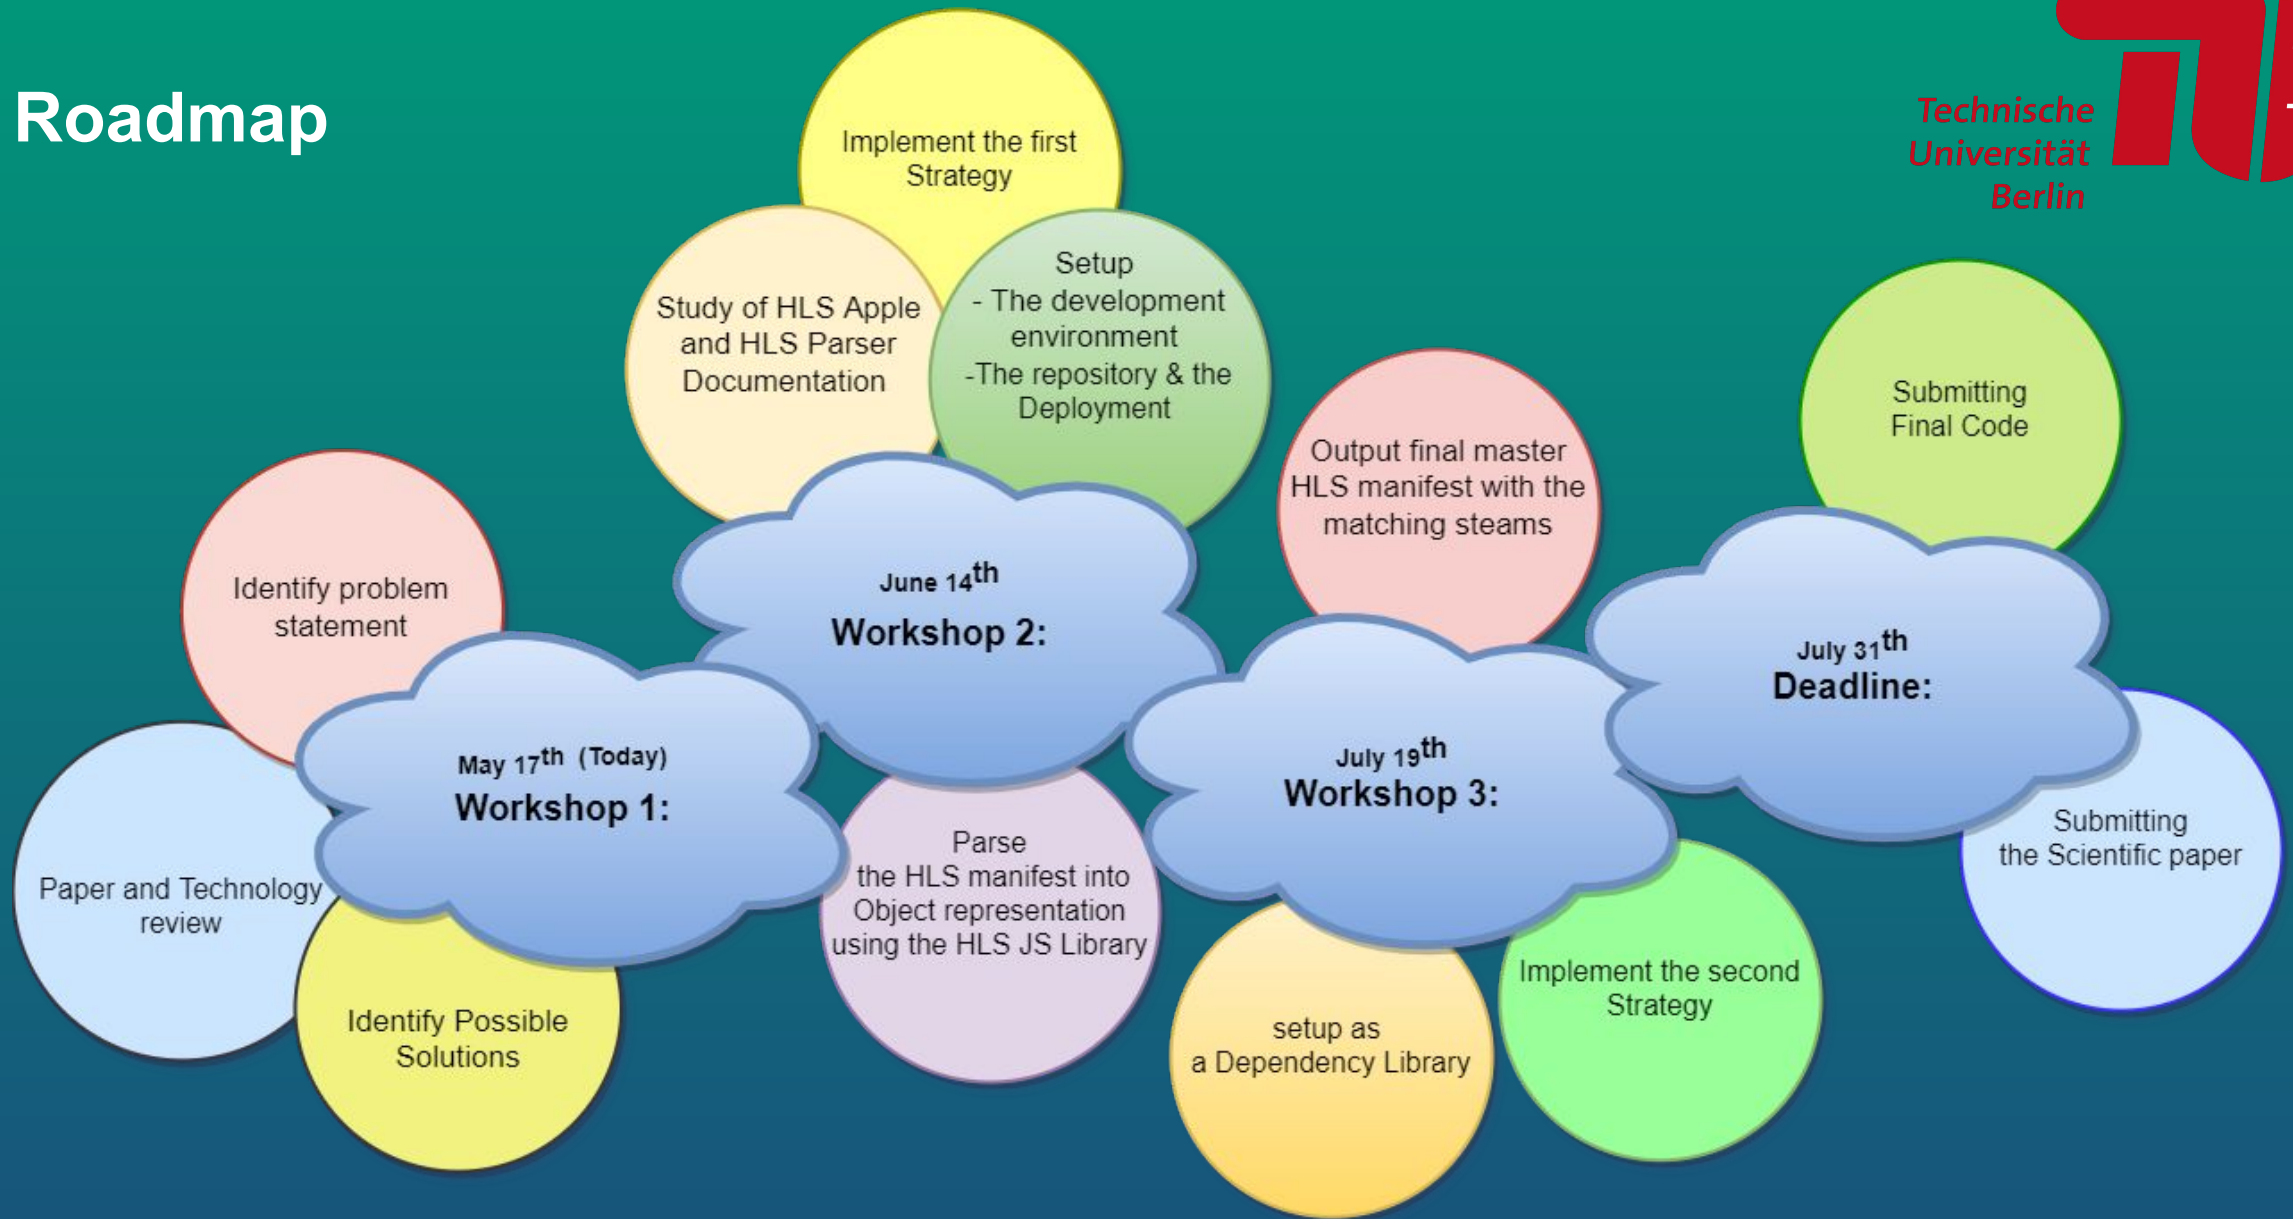 Roadmap
Technische
Universität
Berlin
Identify problem
statement
Paper and Technology
review
Identify Possible
Solutions
May 17th (Today)
Workshop 1:
Implement the first
Strategy
Study of HLS Apple
and HLS Parser
Documentation
Setup
- The development
environment
-The repository & the
Deployment
June 14th
Workshop 2:
Parse
the HLS manifest into
Object representation
using the HLS JS Library
Output final master
HLS manifest with the
matching steams
July 19th
Workshop 3:
setup as
a Dependency Library
Implement the second
Strategy
Submitting
Final Code
July 31th
Deadline:
Submitting
the Scientific paper